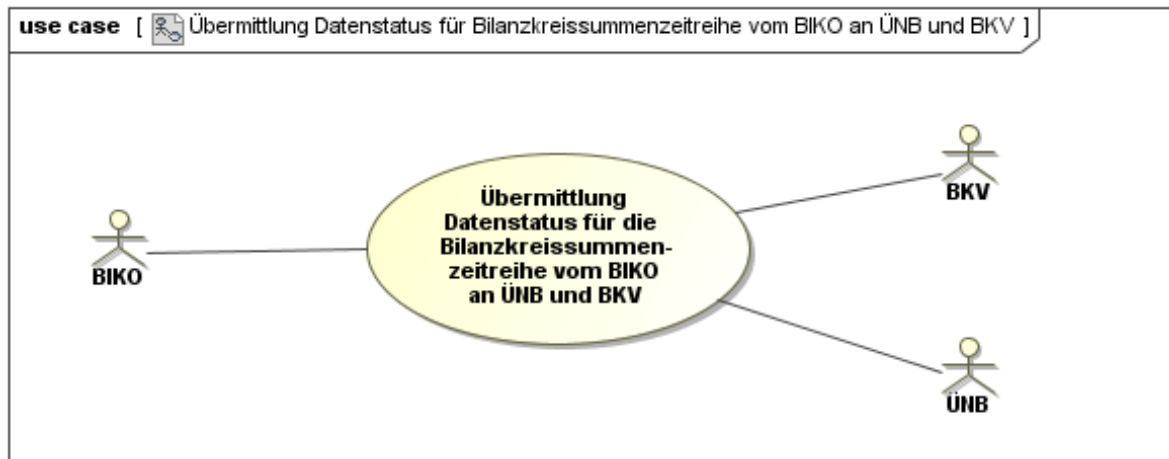 use case [ Übermittlung Datenstatus für Bilanzkreissummenzeitreihe vom BIKO an ÜNB und BKV ]
BKV
Übermittlung
Datenstatus für die
Bilanzkreissummen-
zeitreihe vom BIKO
an ÜNB und BKV
BIKO
ÜNB